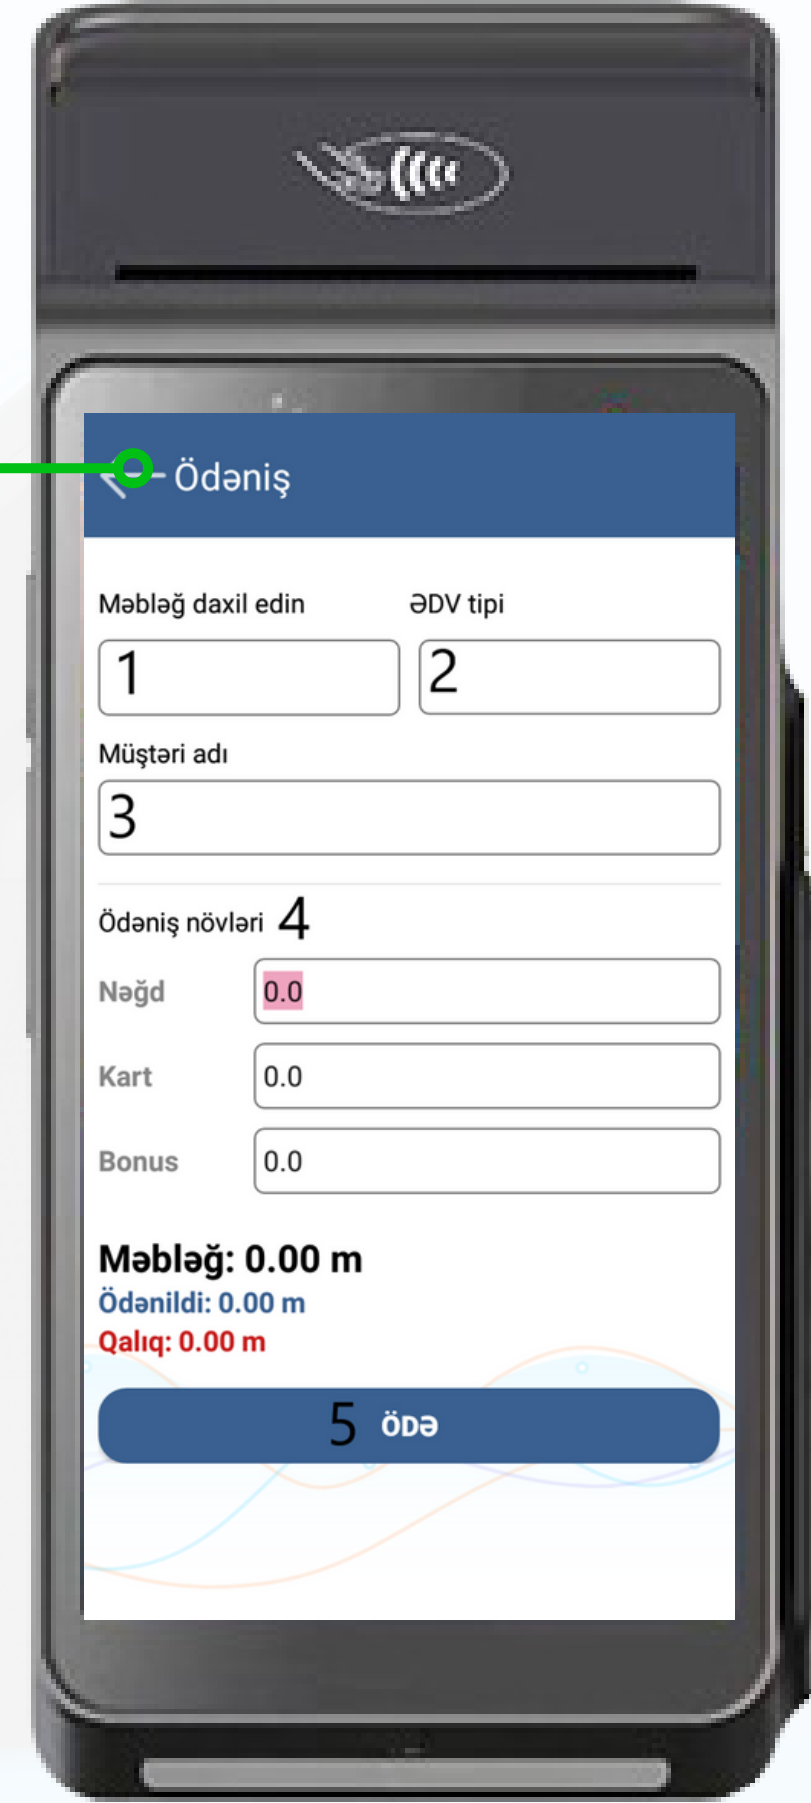 Ödəniş
Məbləğ daxil edin ƏDV tipi
1 2
Müştəri adı
3
Ödəniş növləri 4
Nəğd 0.0
Kart 0.0
Bonus 0.0
Məbləğ: 0.00 m
Ödənildi: 0.00 m
Qalıq: 0.00 m
5 ÖDƏ